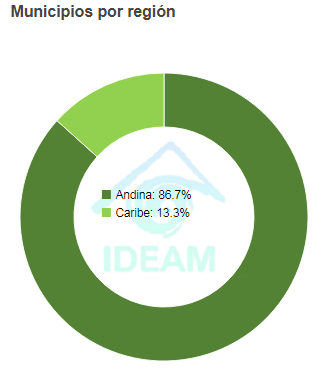 Municipios por región
Andina: 86.7%
Caribe: 13.3%
IDEAM